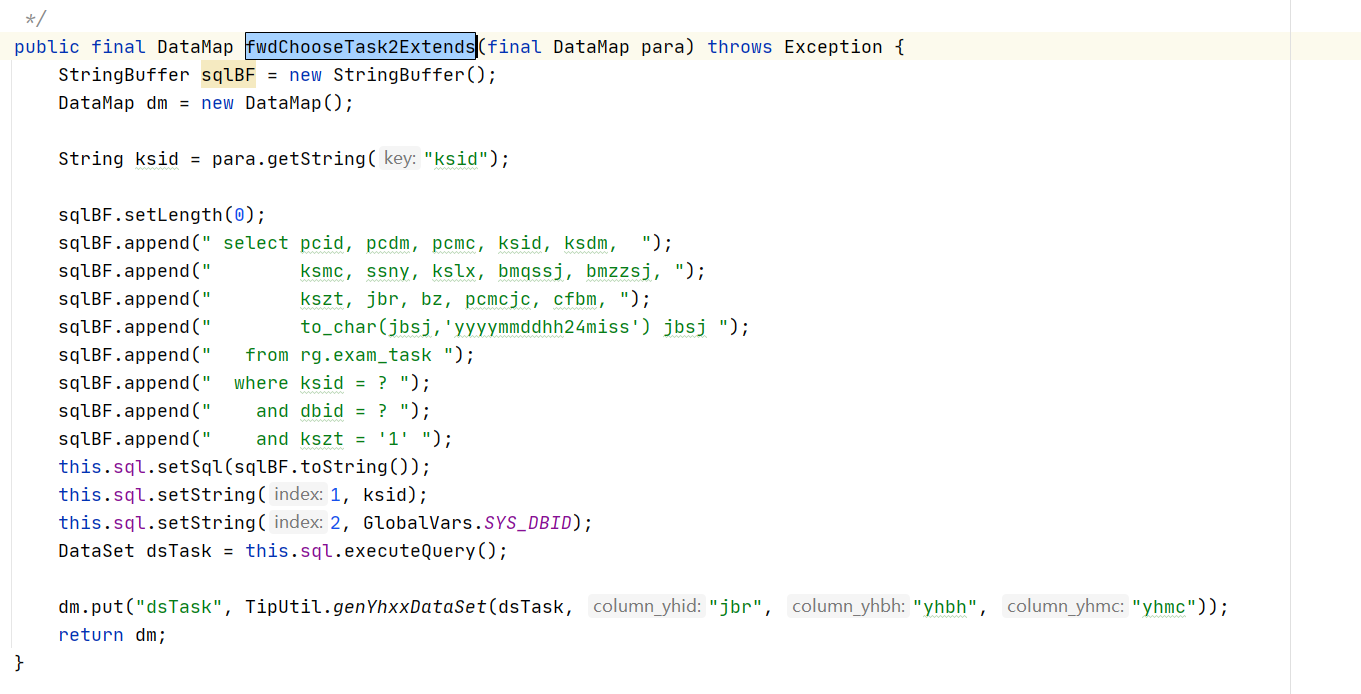 */
public final DataMap fwdChooseTask2Extends(final DataMap para) throws Exception {
    StringBuffer sqlBF = new StringBuffer();
    DataMap dm = new DataMap();

    String ksid = para.getString( key: "ksid");

    sqlBF.setLength(0);
    sqlBF.append(" select pcid, pcdm, pcmc, ksid, ksdm,  ");
    sqlBF.append("        ksmc, ssny, kslx, bmqssj, bmzzsj, ");
    sqlBF.append("        kszt, jbr, bz, pcmcjc, cfbm, ");
    sqlBF.append("        to_char(jbsj,'yyyymmddhh24miss') jbsj ");
    sqlBF.append("   from rg.exam_task ");
    sqlBF.append("  where ksid = ? ");
    sqlBF.append("    and dbid = ? ");
    sqlBF.append("    and kszt = '1' ");
    this.sql.setSql(sqlBF.toString());
    this.sql.setString( index: 1, ksid);
    this.sql.setString( index: 2, GlobalVars.SYS_DBID);
    DataSet dsTask = this.sql.executeQuery();

    dm.put("dsTask", TipUtil.genYhxxDataSet(dsTask, column_yhid: "jbr", column_yhbh: "yhbh", column_yhmc: "yhmc"));
    return dm;
}